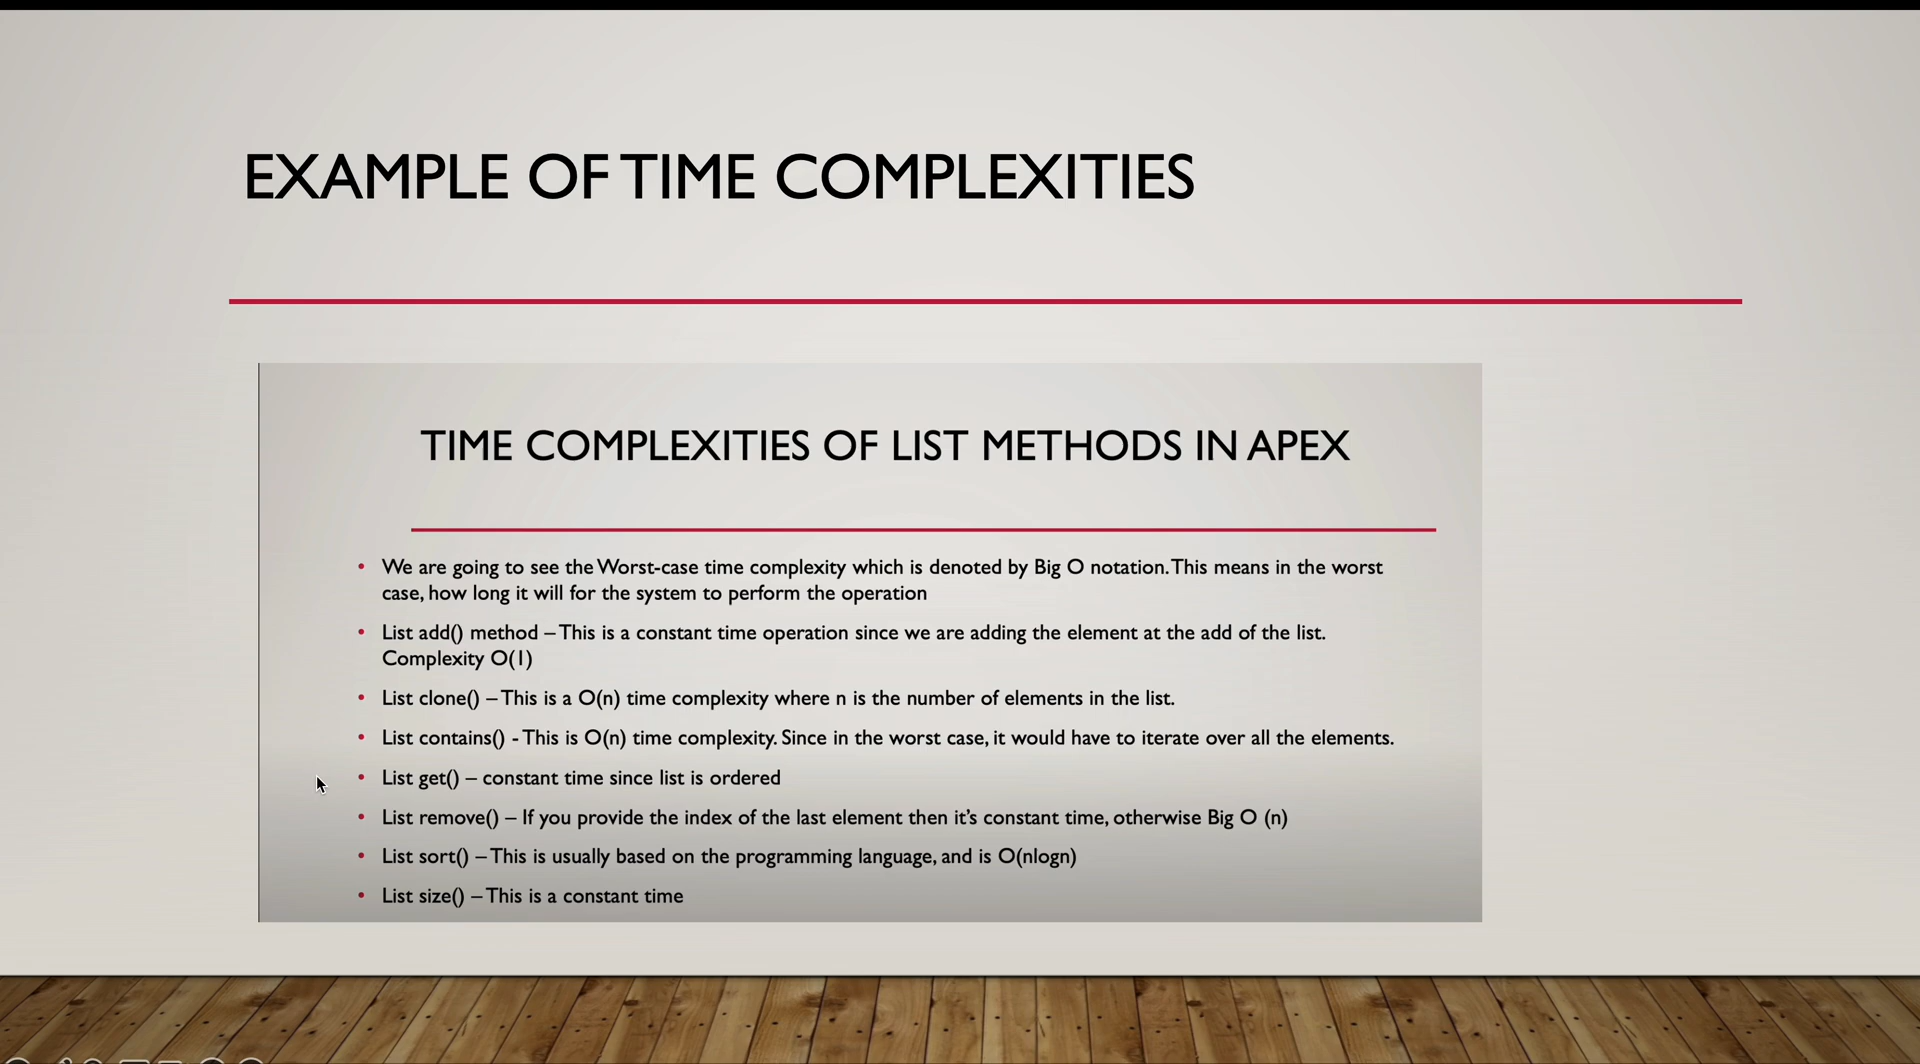 EXAMPLE OF TIME COMPLEXITIES
TIME COMPLEXITIES OF LIST METHODS IN APEX
• We are going to see the Worst-case time complexity which is denoted by Big O notation. This means in the worst
case, how long it will for the system to perform the operation
• List add() method – This is a constant time operation since we are adding the element at the add of the list.
Complexity O(1)
• List clone() – This is a O(n) time complexity where n is the number of elements in the list.
• List contains() - This is O(n) time complexity. Since in the worst case, it would have to iterate over all the elements.
• List get() – constant time since list is ordered
• List remove() – If you provide the index of the last element then it's constant time, otherwise Big O (n)
• List sort() – This is usually based on the programming language, and is O(nlogn)
• List size() – This is a constant time